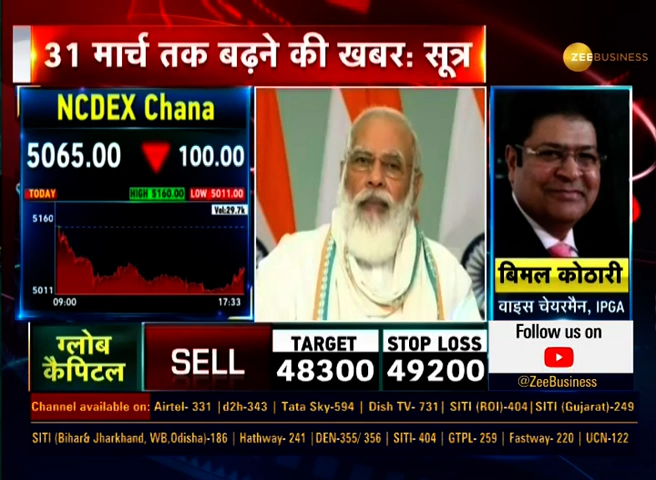 31 मार्च तक बढ़ने की खबर: सूत्र
ZEEBUSINESS
NCDEX Chana
5065.00 ▼ 100.00
TODAY HIGH 5160.00 LOW 5011.00
Vol:29.7k
5160
5011
09:00 17:33
बिमल कोठारी
वाइस चेयरमैन, IPGA
ग्लोब
कैपिटल
SELL
TARGET
48300
STOP LOSS
49200
Follow us on
@ZeeBusiness
Channel available on: Airtel- 331 |d2h-343 | Tata Sky-594 | Dish TV- 731| SITI (ROI)-404|SITI (Gujarat)-249
SITI (Bihar& Jharkhand, WB,Odisha)-186 | Hathway- 241 |DEN-355/ 356 | SITI- 404 | GTPL- 259 | Fastway- 220 | UCN-122